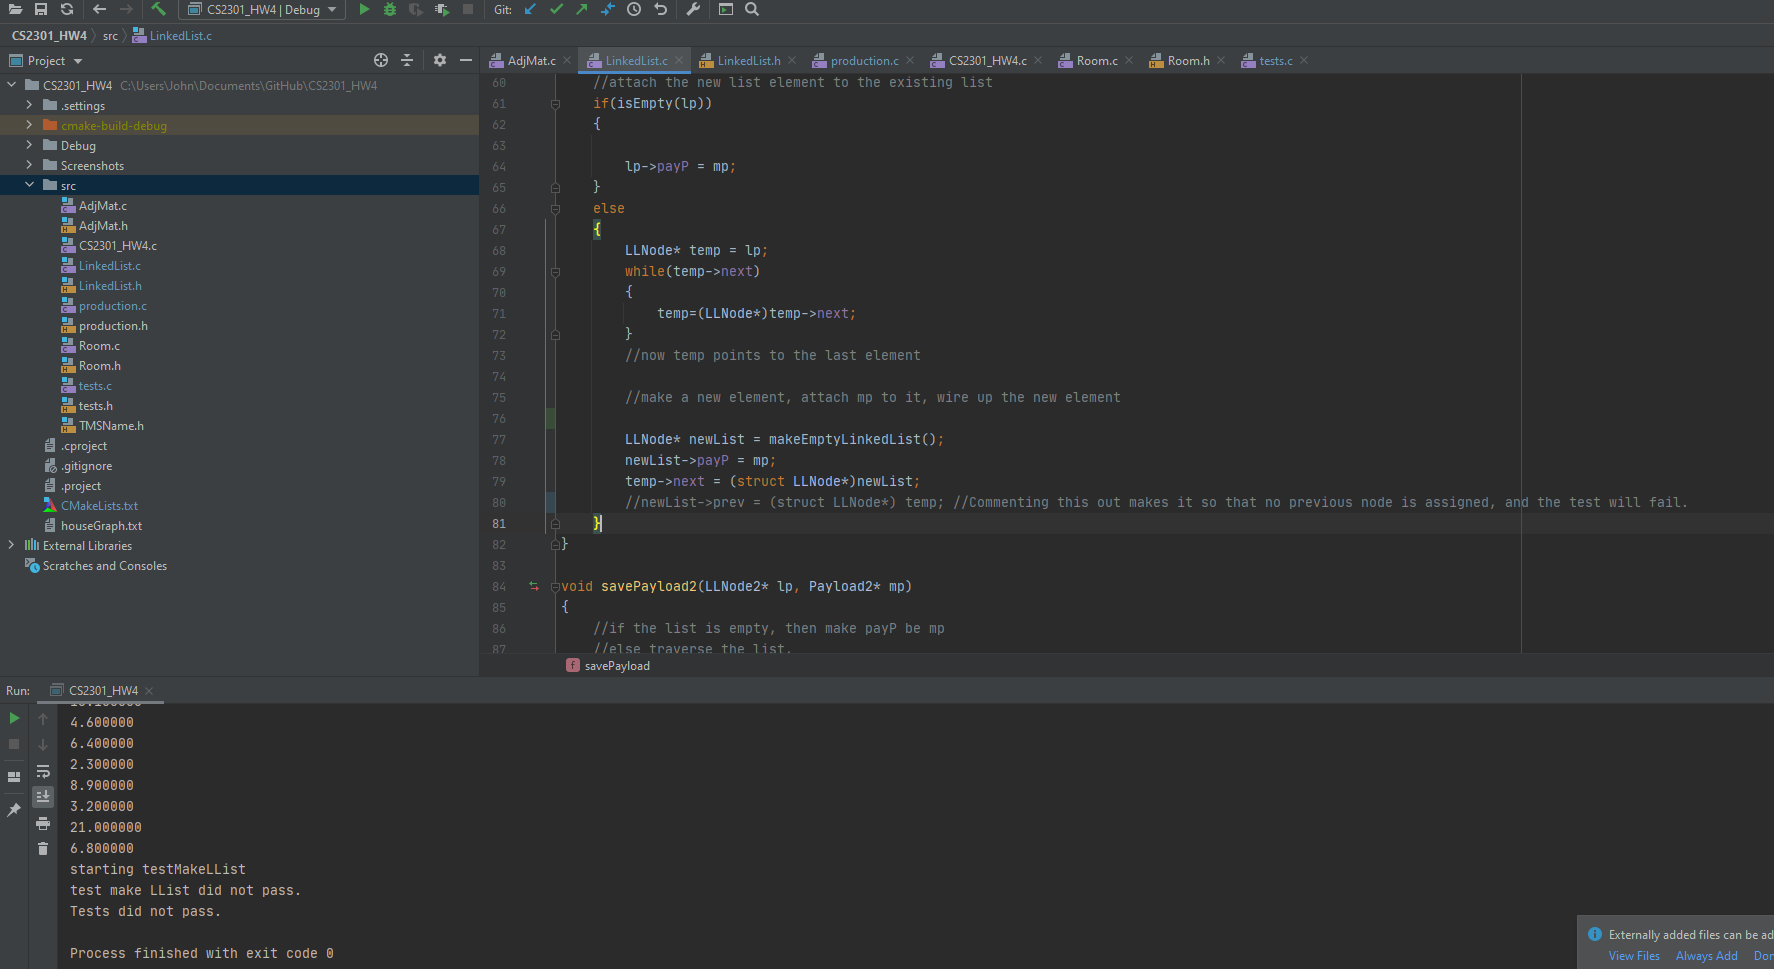 CS2301_HW4 | Debug
Git:
CS2301_HW4 src LinkedList.c
Project
AdjMat.c LinkedList.c LinkedList.h production.c CS2301_HW4.c Room.c Room.h tests.c
CS2301_HW4 C:\Users\John\Documents\GitHub\CS2301_HW4
.settings
cmake-build-debug
Debug
Screenshots
src
AdjMat.c
AdjMat.h
CS2301_HW4.c
LinkedList.c
LinkedList.h
production.c
production.h
Room.c
Room.h
tests.c
tests.h
TMSName.h
.cproject
.gitignore
.project
CMakeLists.txt
houseGraph.txt
External Libraries
Scratches and Consoles
60 //attach the new list element to the existing list
61 if(isEmpty(lp))
62 {
63
64 lp->payP = mp;
65 }
66 else
67 {
68 LLNode* temp = lp;
69 while(temp->next)
70 {
71 temp=(LLNode*)temp->next;
72 }
73 //now temp points to the last element
74
75 //make a new element, attach mp to it, wire up the new element
76
77 LLNode* newList = makeEmptyLinkedList();
78 newList->payP = mp;
79 temp->next = (struct LLNode*)newList;
80 //newList->prev = (struct LLNode*) temp; //Commenting this out makes it so that no previous node is assigned, and the test will fail.
81 }
82 }
83
84 void savePayload2(LLNode2* lp, Payload2* mp)
85 {
86 //if the list is empty, then make payP be mp
87 //else traverse the list,
f savePayload
Run: CS2301_HW4
4.600000
6.400000
2.300000
8.900000
3.200000
21.000000
6.800000
starting testMakeLList
test make LList did not pass.
Tests did not pass.
Process finished with exit code 0
Externally added files can be ad
View Files Always Add Don